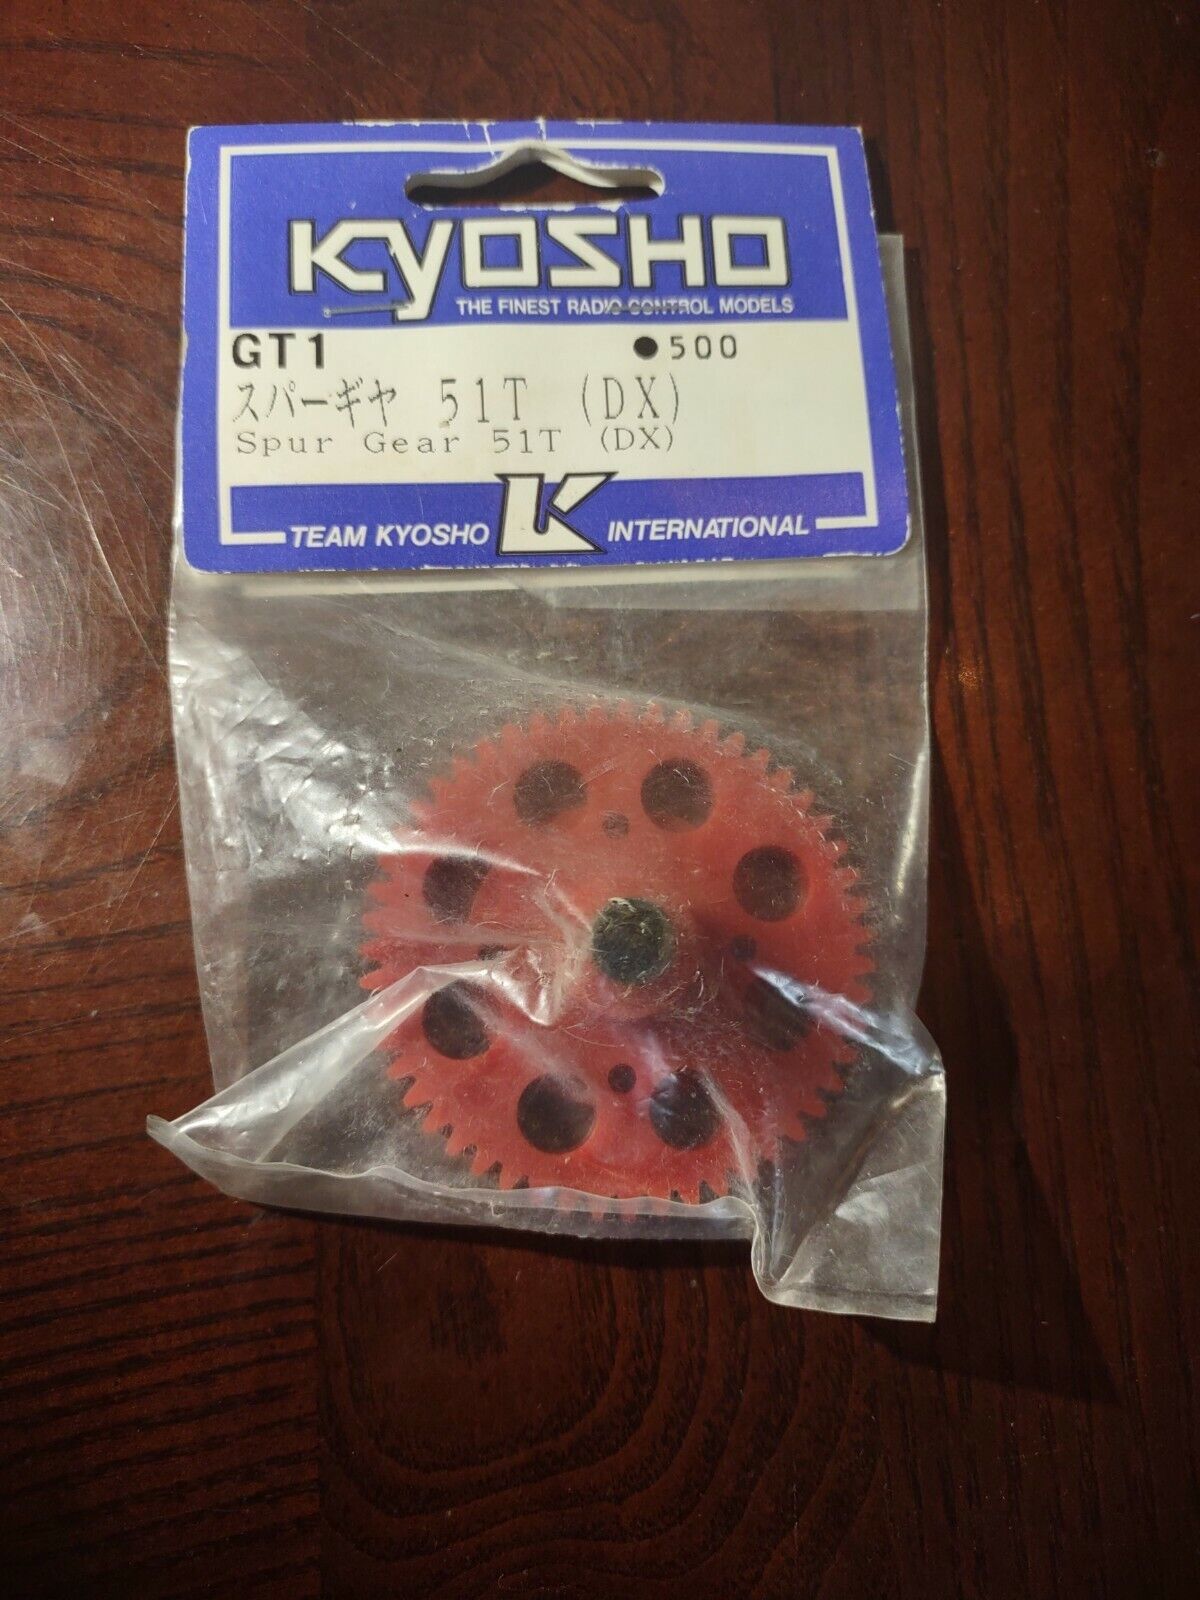 KYOSHO
THE FINEST RADIO CONTROL MODELS
GT1 ●500
スパーギヤ 51T (DX)
Spur Gear 51T (DX)
TEAM KYOSHO K INTERNATIONAL